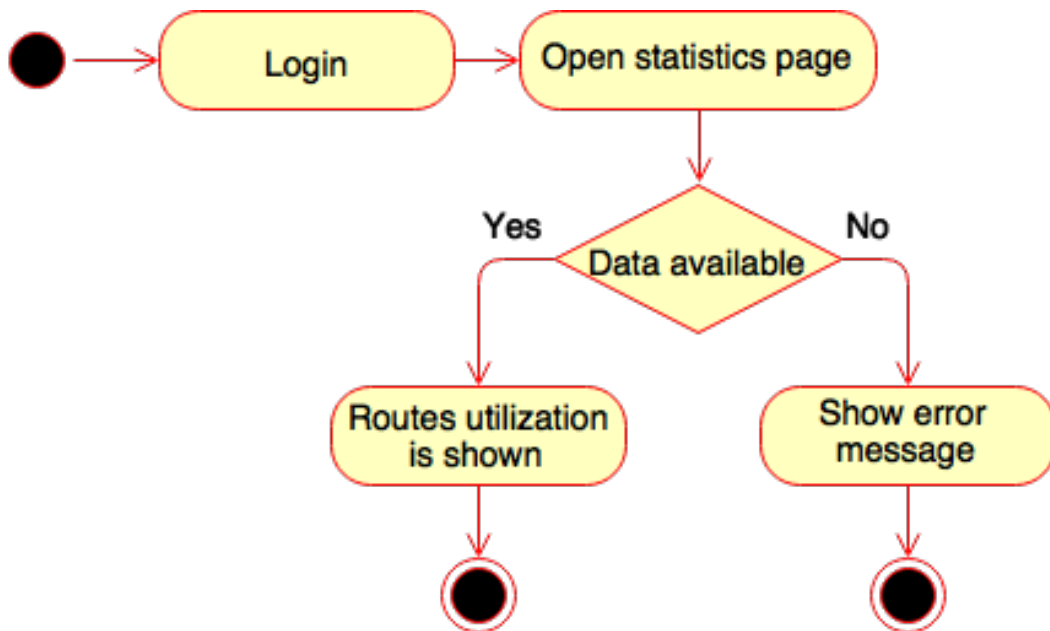 Login
Open statistics page
Yes
No
Data available
Routes utilization
is shown
Show error
message